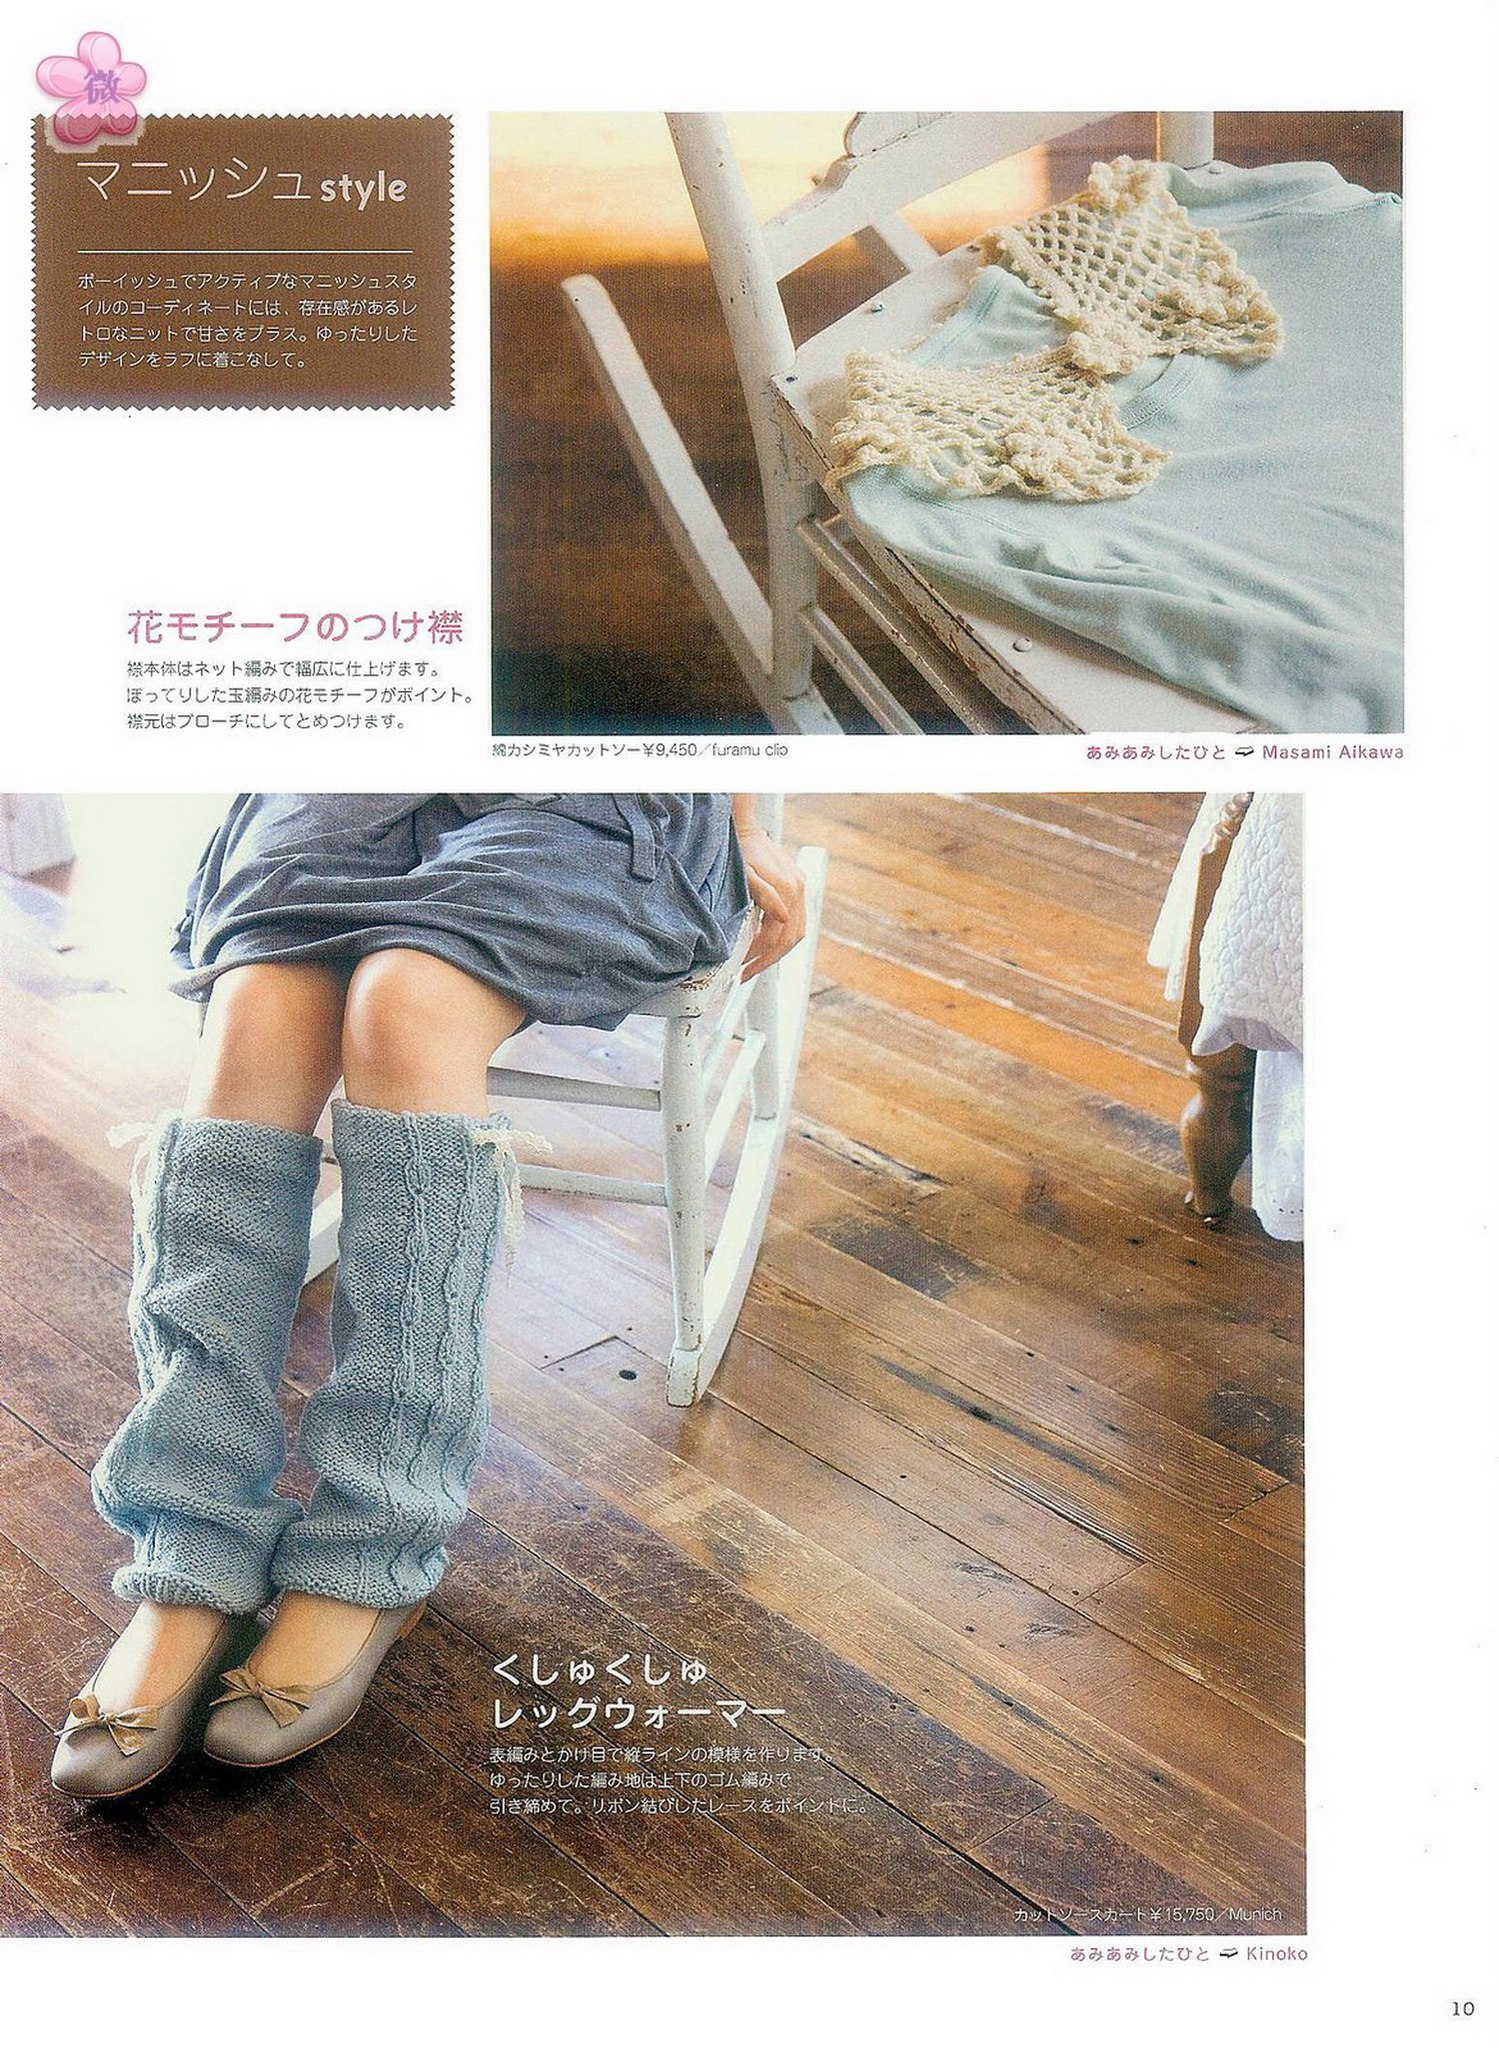 微
マニッシュstyle
ボーイッシュでアクティブなマニッシュスタ
イルのコーディネートには、存在感があるレ
トロなニットで甘さをプラス。ゆったりした
デザインをラフに着こなして。
花モチーフのつけ襟
襟本体はネット編みで幅広に仕上げます。
ぽってりした玉編みの花モチーフがポイント。
襟元はブローチにしてとめつけます。
綿カシミヤカットソー¥9,450／furamu clip
あみあみしたひと ➩ Masami Aikawa
くしゅくしゅ
レッグウォーマー
表編みとかけ目で縦ラインの模様を作ります。
ゆったりした編み地は上下のゴム編みで
引き締めて。リボン結びしたレースをポイントに。
カットソースカート¥15,750／Munich
あみあみしたひと ➩ Kinoko
10